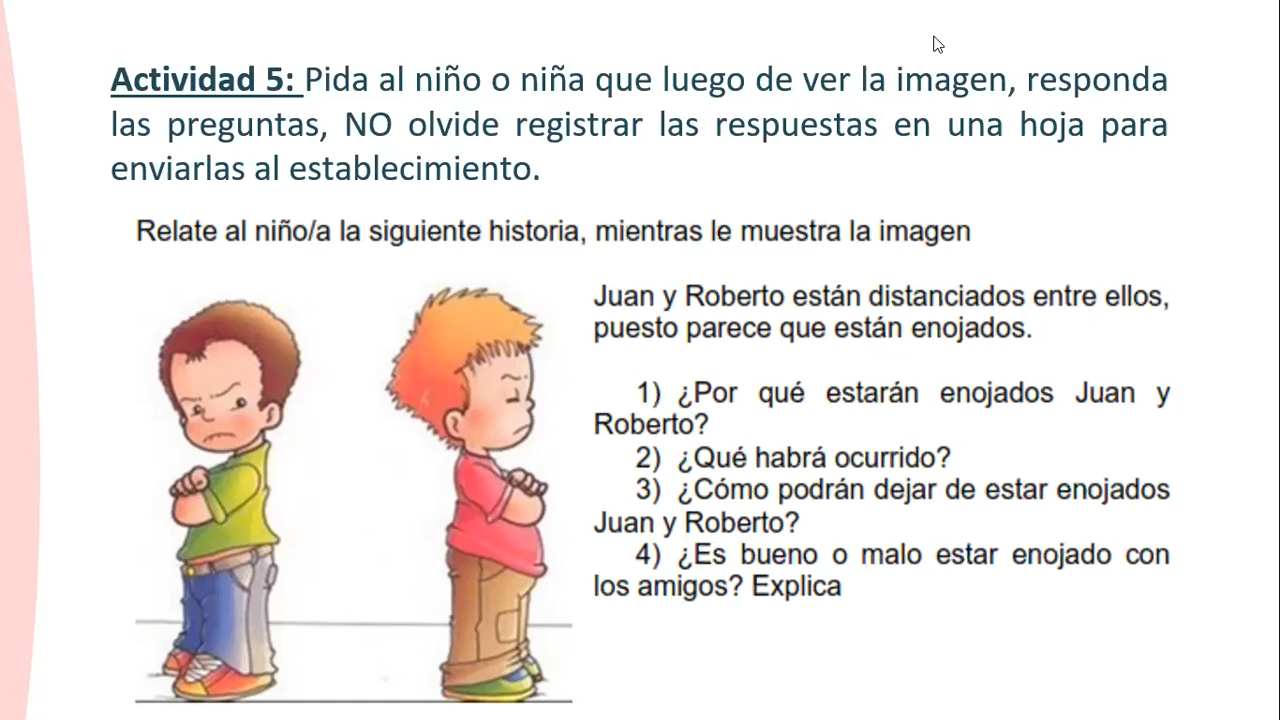 Actividad 5: Pida al niño o niña que luego de ver la imagen, responda
las preguntas, NO olvide registrar las respuestas en una hoja para
enviarlas al establecimiento.
Relate al niño/a la siguiente historia, mientras le muestra la imagen
Juan y Roberto están distanciados entre ellos,
puesto parece que están enojados.
1) ¿Por qué estarán enojados Juan y
Roberto?
2) ¿Qué habrá ocurrido?
3) ¿Cómo podrán dejar de estar enojados
Juan y Roberto?
4) ¿Es bueno o malo estar enojado con
los amigos? Explica